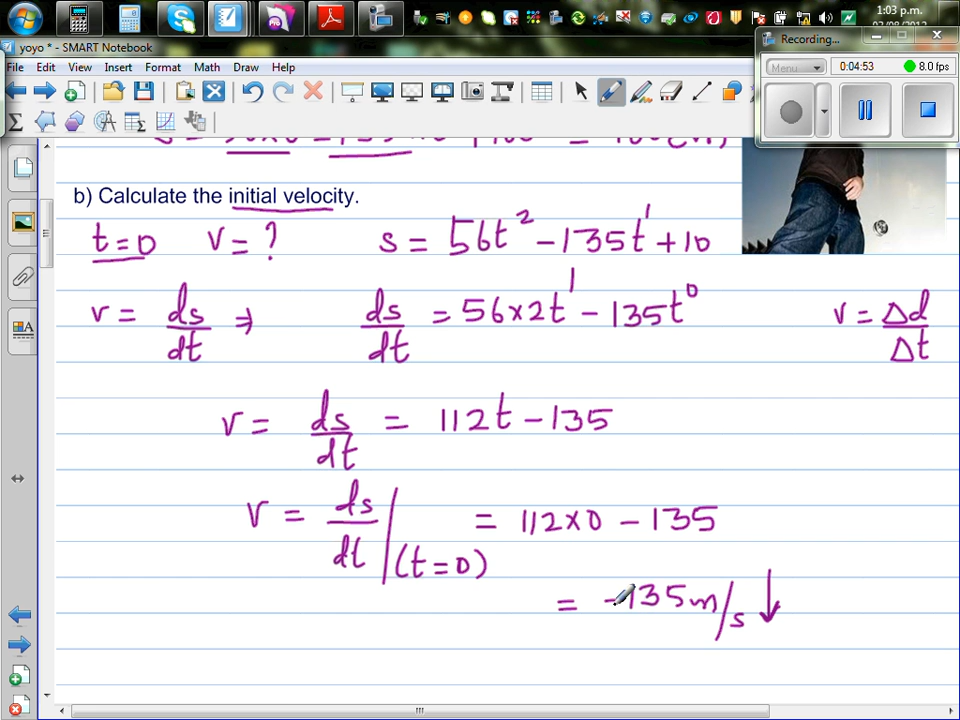 1:03 p.m.
yoyo * - SMART Notebook
Recording...
File Edit View Insert Format Math Draw Help
Menu 0:04:53 8.0 fps
b) Calculate the initial velocity.
t=0 v=? s = 56t² - 135t¹ + 10
v = ds/dt ⇒ ds/dt = 56×2t¹ - 135t⁰ v = Δd/Δt
v = ds/dt = 112t - 135
v = ds/dt | (t=0) = 112×0 - 135
= -135 m/s ↓